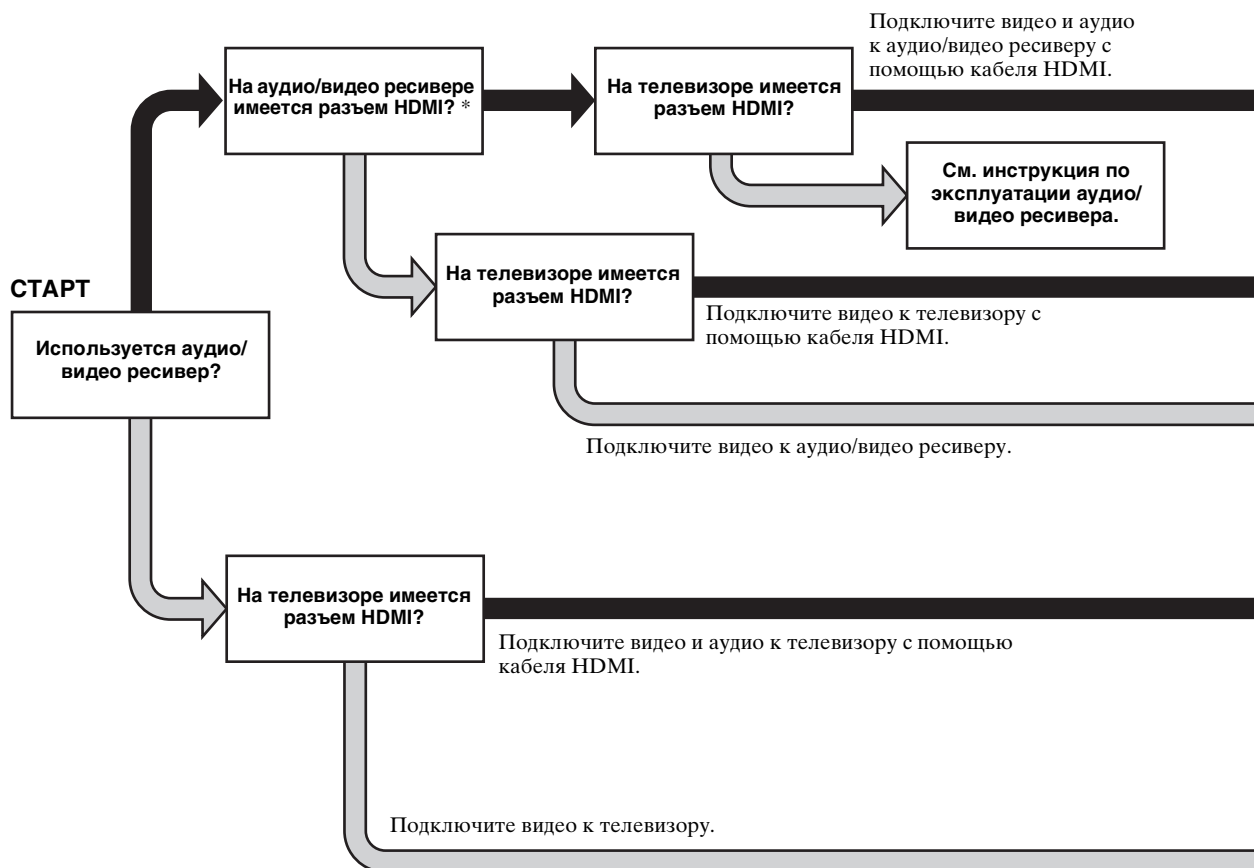 Подключите видео и аудио
к аудио/видео ресиверу с
помощью кабеля HDMI.
На аудио/видео ресивере
имеется разъем HDMI? *
На телевизоре имеется
разъем HDMI?
См. инструкция по
эксплуатации аудио/
видео ресивера.
На телевизоре имеется
разъем HDMI?
СТАРТ
Подключите видео к телевизору с
помощью кабеля HDMI.
Используется аудио/
видео ресивер?
Подключите видео к аудио/видео ресиверу.
На телевизоре имеется
разъем HDMI?
Подключите видео и аудио к телевизору с помощью
кабеля HDMI.
Подключите видео к телевизору.